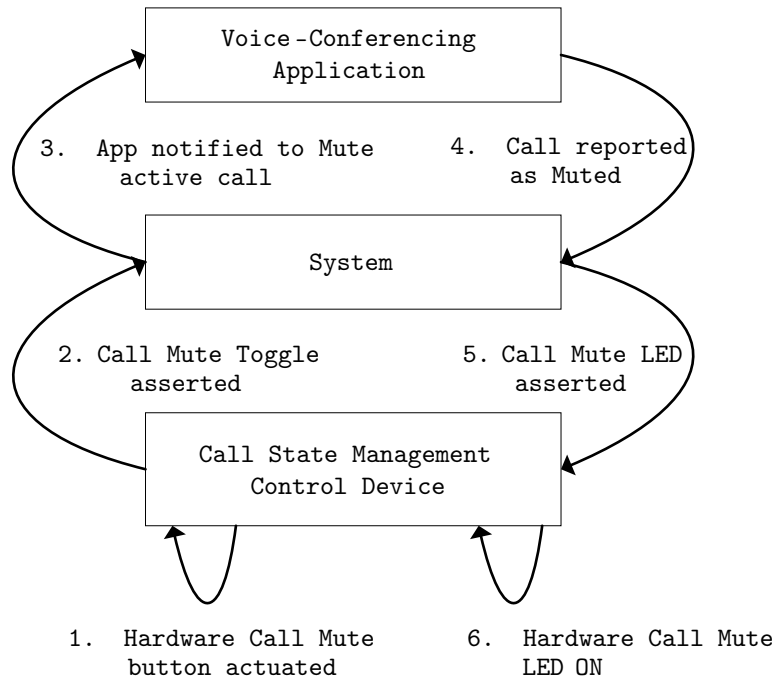 Voice-Conferencing
Application
3. App notified to Mute
active call
4. Call reported
as Muted
System
2. Call Mute Toggle
asserted
5. Call Mute LED
asserted
Call State Management
Control Device
1. Hardware Call Mute
button actuated
6. Hardware Call Mute
LED ON